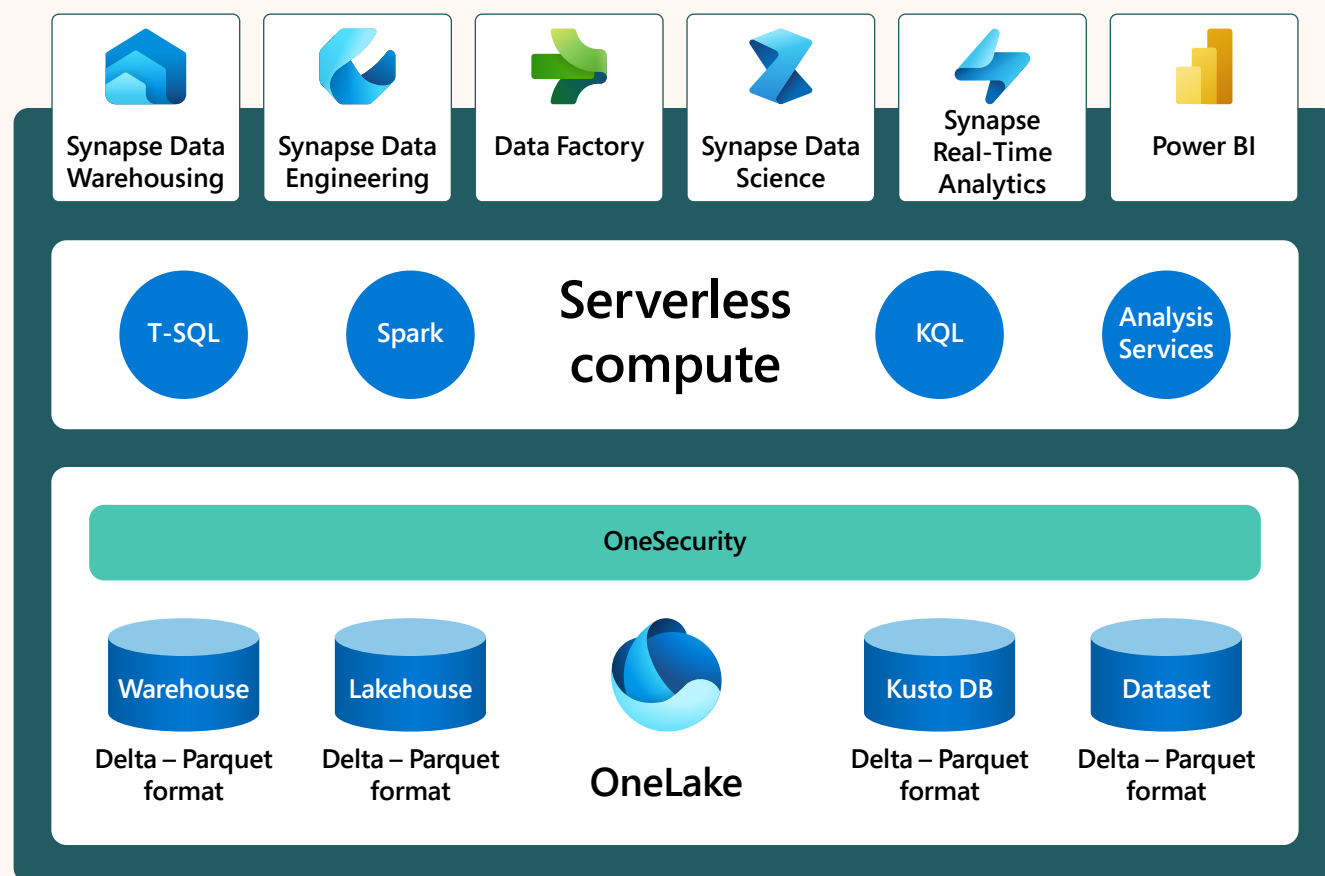 Synapse Data
Warehousing
Synapse Data
Engineering
Data Factory
Synapse Data
Science
Synapse
Real-Time
Analytics
Power BI
T-SQL
Spark
Serverless
compute
KQL
Analysis
Services
OneSecurity
Warehouse
Delta – Parquet
format
Lakehouse
Delta – Parquet
format
OneLake
Kusto DB
Delta – Parquet
format
Dataset
Delta – Parquet
format